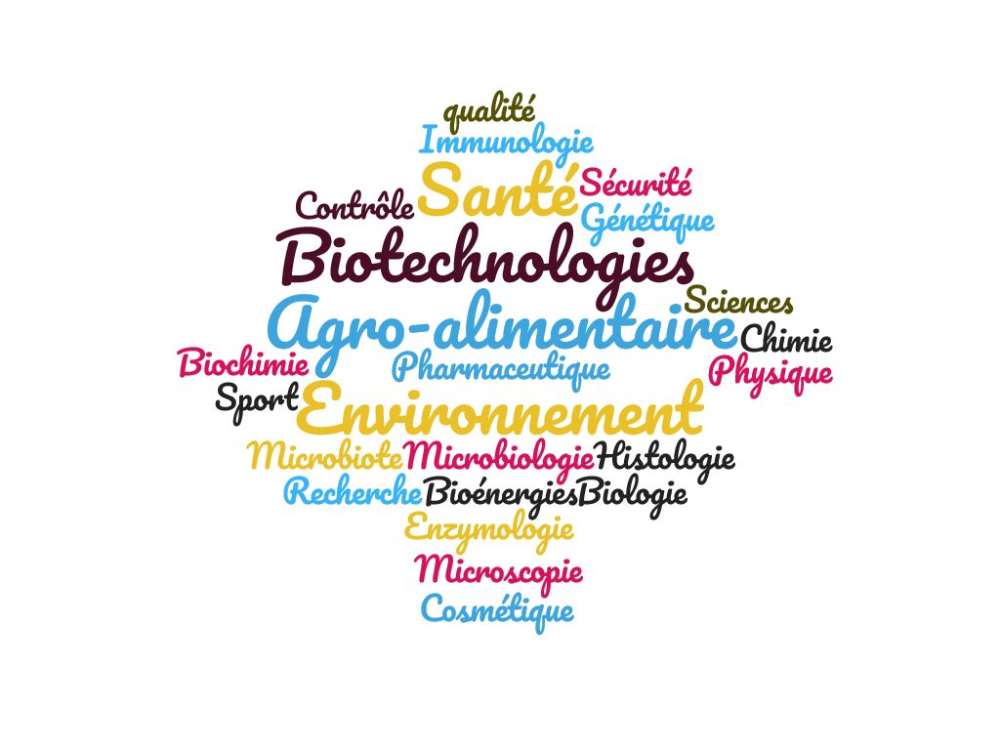 qualité
Immunologie
Santé Sécurité
Contrôle Génétique
Biotechnologies
Sciences
Agro-alimentaire Chimie
Biochimie Pharmaceutique Physique
Sport Environnement
Microbiote Microbiologie Histologie
Recherche Bioénergies Biologie
Enzymologie
Microscopie
Cosmétique